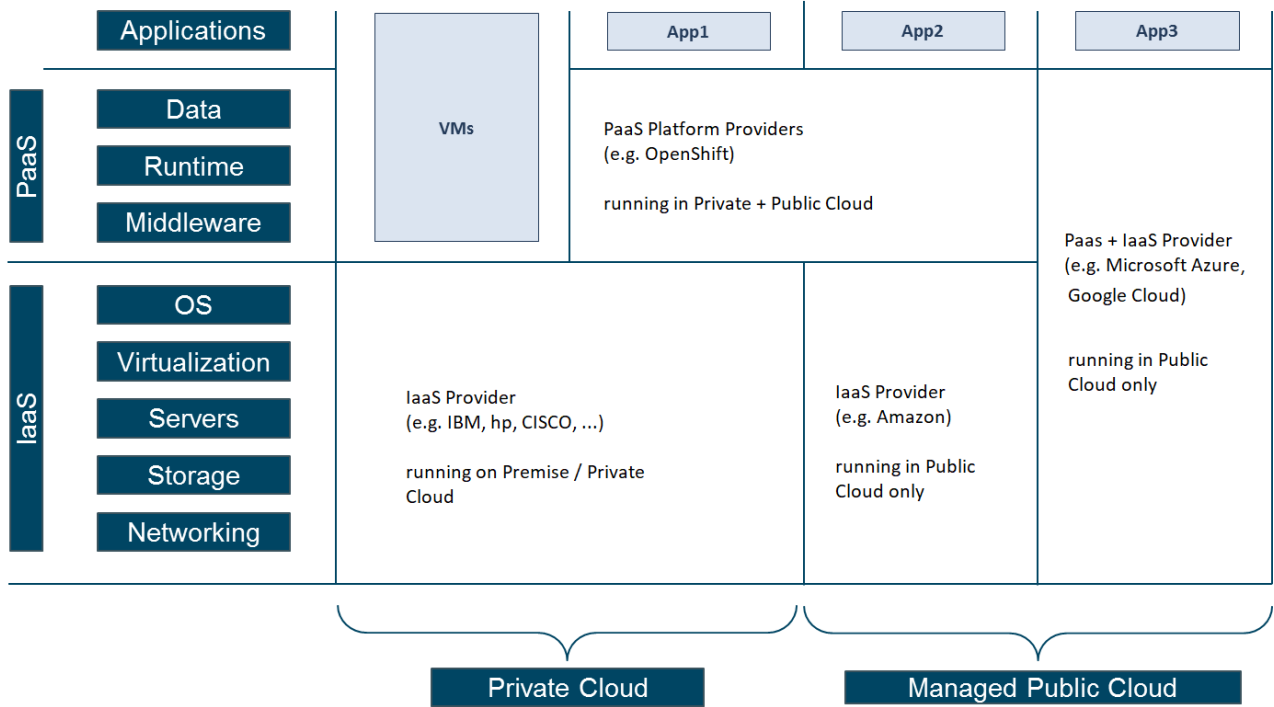 Applications
App1
App2
App3
PaaS
Data
Runtime
Middleware
VMs
PaaS Platform Providers
(e.g. OpenShift)
running in Private + Public Cloud
Paas + IaaS Provider
(e.g. Microsoft Azure,
Google Cloud)
running in Public
Cloud only
IaaS
OS
Virtualization
Servers
Storage
Networking
IaaS Provider
(e.g. IBM, hp, CISCO, ...)
running on Premise / Private
Cloud
IaaS Provider
(e.g. Amazon)
running in Public
Cloud only
Private Cloud
Managed Public Cloud